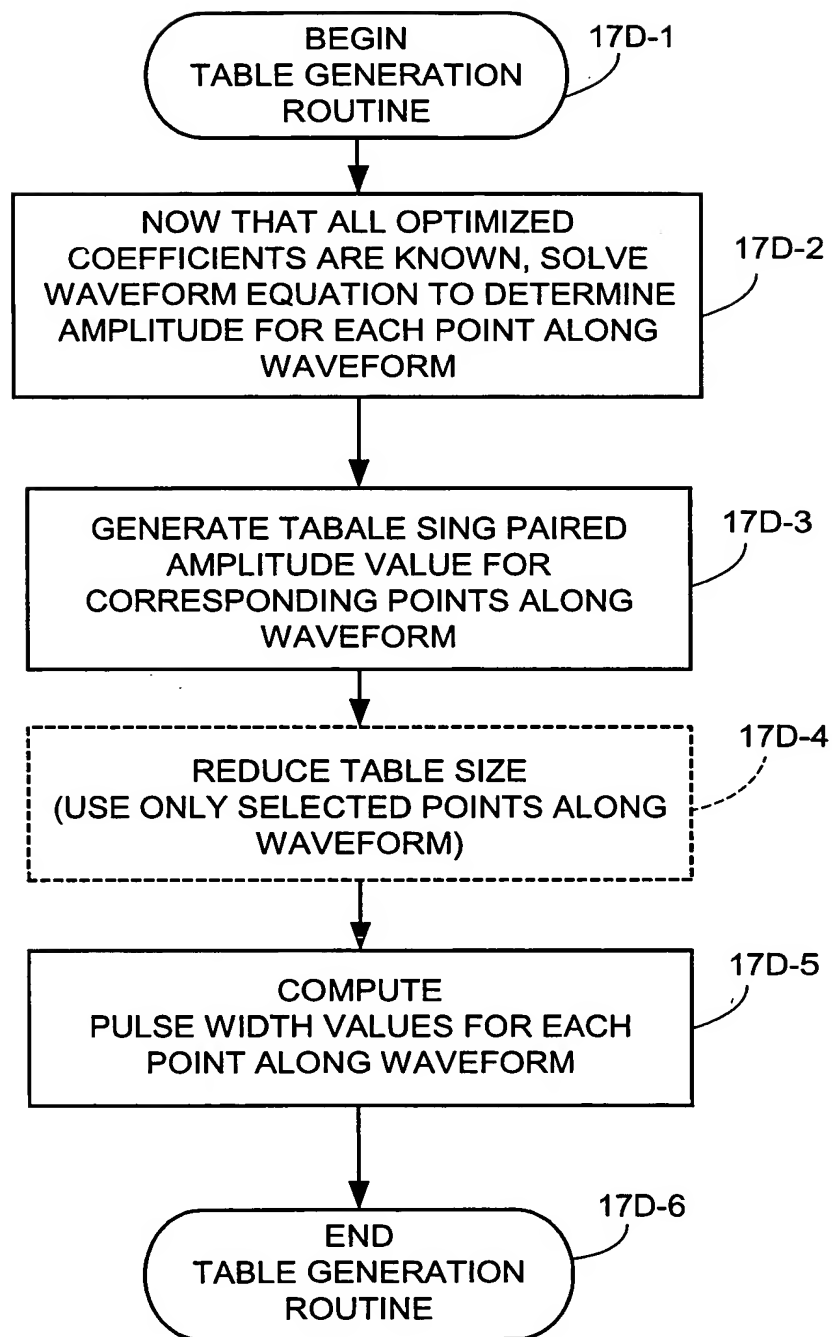 BEGIN
TABLE GENERATION
ROUTINE
17D-1
NOW THAT ALL OPTIMIZED
COEFFICIENTS ARE KNOWN, SOLVE
WAVEFORM EQUATION TO DETERMINE
AMPLITUDE FOR EACH POINT ALONG
WAVEFORM
17D-2
GENERATE TABALE SING PAIRED
AMPLITUDE VALUE FOR
CORRESPONDING POINTS ALONG
WAVEFORM
17D-3
REDUCE TABLE SIZE
(USE ONLY SELECTED POINTS ALONG
WAVEFORM)
17D-4
COMPUTE
PULSE WIDTH VALUES FOR EACH
POINT ALONG WAVEFORM
17D-5
END
TABLE GENERATION
ROUTINE
17D-6